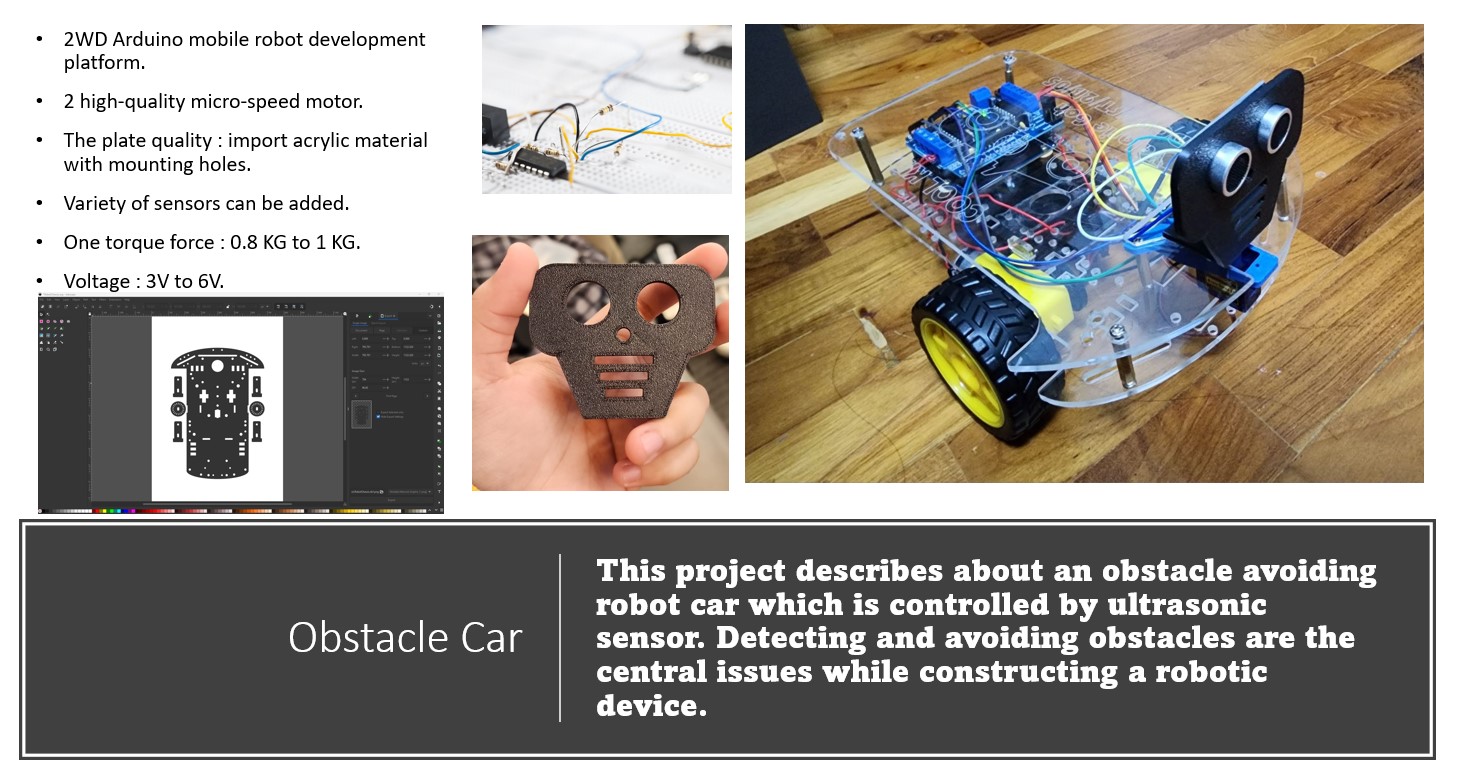 • 2WD Arduino mobile robot development
platform.
• 2 high-quality micro-speed motor.
• The plate quality : import acrylic material
with mounting holes.
• Variety of sensors can be added.
• One torque force : 0.8 KG to 1 KG.
• Voltage : 3V to 6V.
Obstacle Car
This project describes about an obstacle avoiding
robot car which is controlled by ultrasonic
sensor. Detecting and avoiding obstacles are the
central issues while constructing a robotic
device.